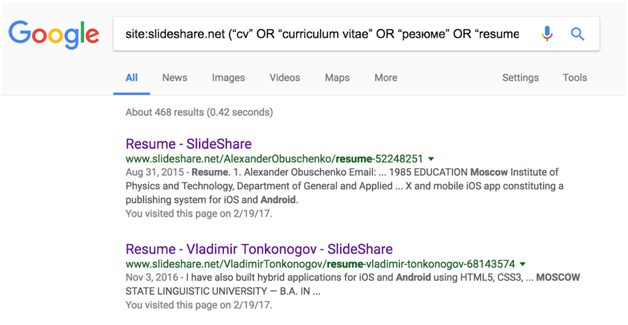 Google
site:slideshare.net (“cv” OR “curriculum vitae” OR “резюме” OR “resume
All News Images Videos Maps More Settings Tools
About 468 results (0.42 seconds)
Resume - SlideShare
www.slideshare.net/AlexanderObuschenko/resume-52248251
Aug 31, 2015 - Resume. 1. Alexander Obuschenko Email: ... 1985 EDUCATION Moscow Institute of
Physics and Technology, Department of General and Applied ... X and mobile iOS app constituting a
publishing system for iOS and Android.
You visited this page on 2/19/17.
Resume - Vladimir Tonkonogov - SlideShare
www.slideshare.net/VladimirTonkonogov/resume-vladimir-tonkonogov-68143574
Nov 3, 2016 - I have also built hybrid applications for iOS and Android using HTML5, CSS3, ... MOSCOW
STATE LINGUISTIC UNIVERSITY — B.A. IN ...
You visited this page on 2/19/17.